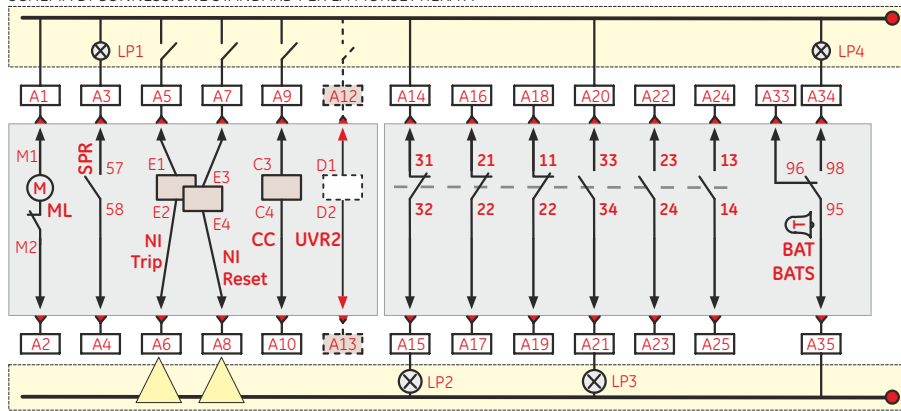 LP1
LP4
A1 A3 A5 A7 A9 A12 A14 A16 A18 A20 A22 A24 A33 A34
M1 SPR 57 E1 E3 C3 D1 31 21 11 33 23 13 96 98
M
ML 58 E2 E4 C4 D2 32 22 22 34 24 14 95
M2 NI CC UVR2 T
Trip NI BAT
Reset BATS
A2 A4 A6 A8 A10 A13 A15 A17 A19 A21 A23 A25 A35
LP2 LP3